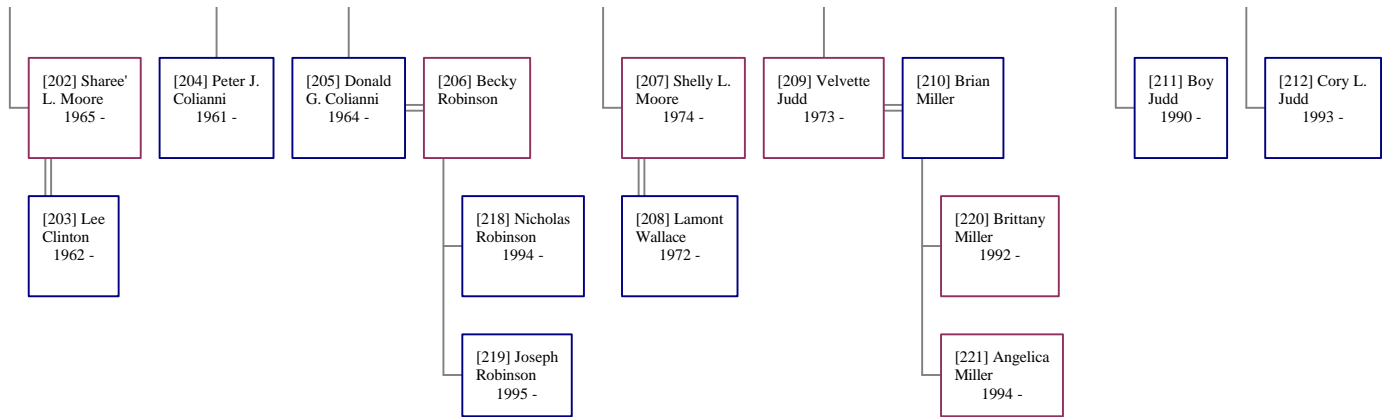 [202] Sharee'
L. Moore
1965 -
[204] Peter J.
Colianni
1961 -
[205] Donald
G. Colianni
1964 -
[206] Becky
Robinson
[207] Shelly L.
Moore
1974 -
[209] Velvette
Judd
1973 -
[210] Brian
Miller
[211] Boy
Judd
1990 -
[212] Cory L.
Judd
1993 -
[203] Lee
Clinton
1962 -
[218] Nicholas
Robinson
1994 -
[208] Lamont
Wallace
1972 -
[220] Brittany
Miller
1992 -
[219] Joseph
Robinson
1995 -
[221] Angelica
Miller
1994 -